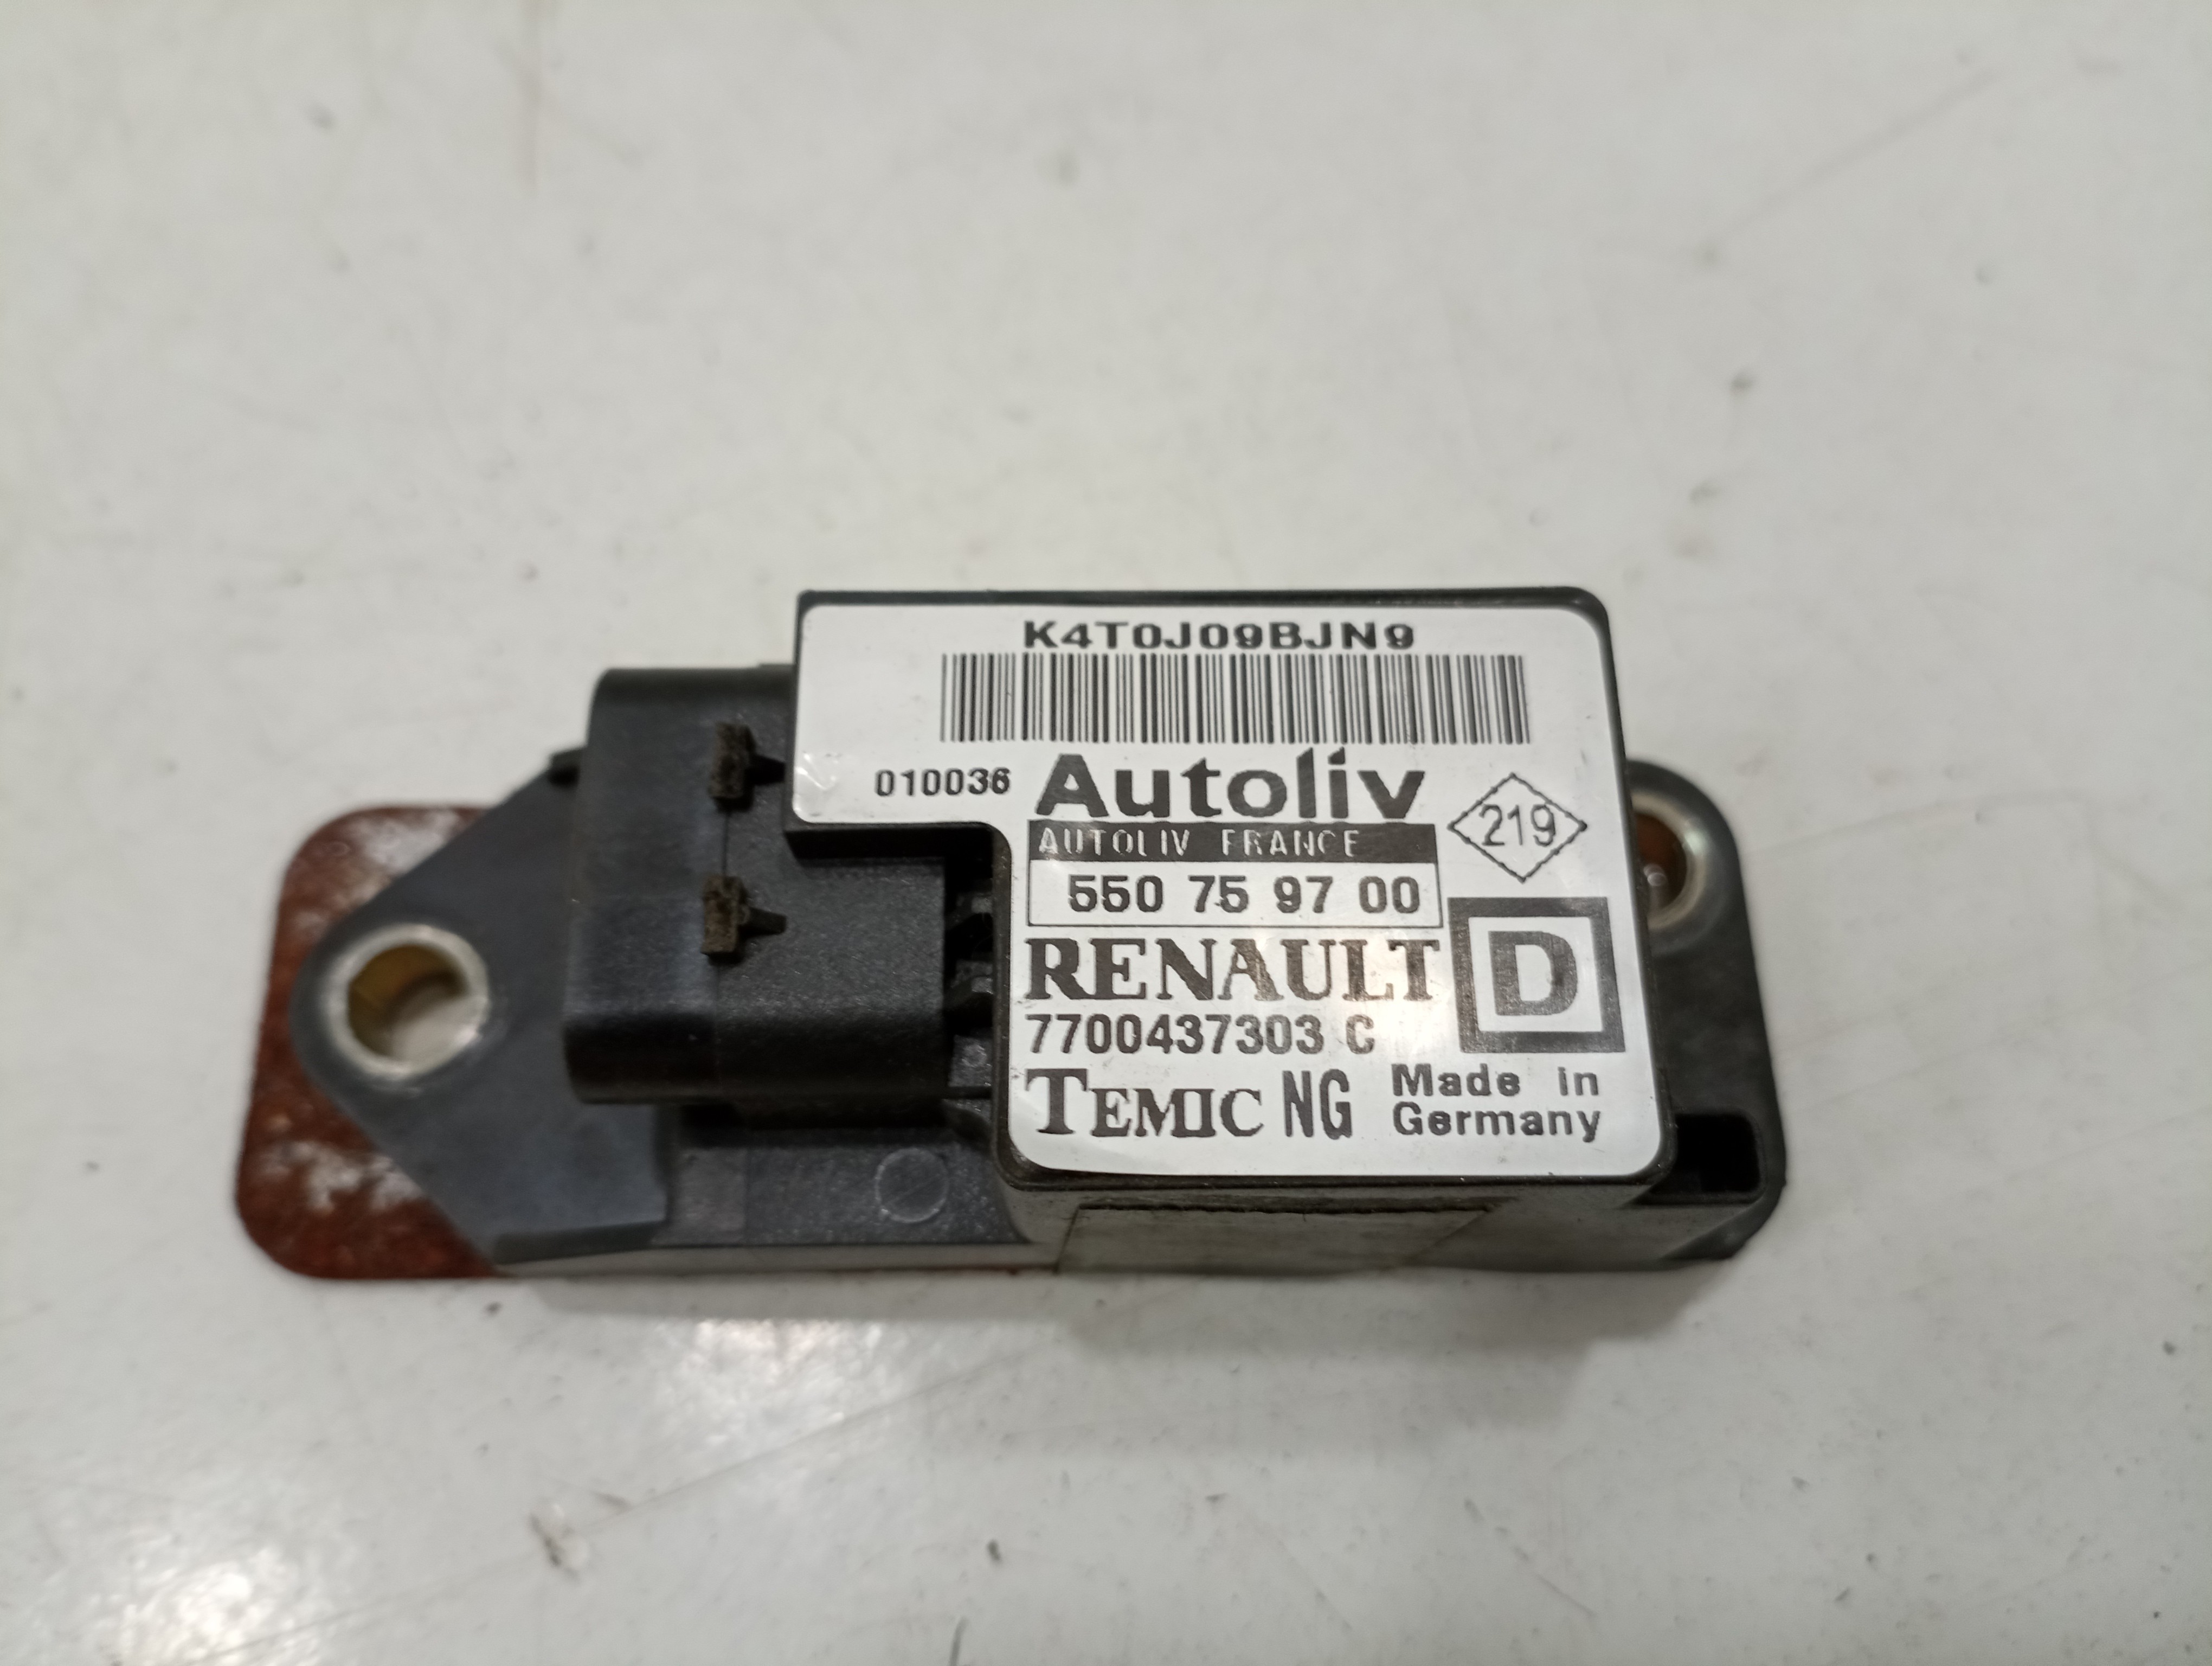 K4T0J09BJN9
010036 Autoliv
AUTOLIV FRANCE
219
550 75 97 00
RENAULT
D
7700437303 C
TEMIC NG
Made in
Germany